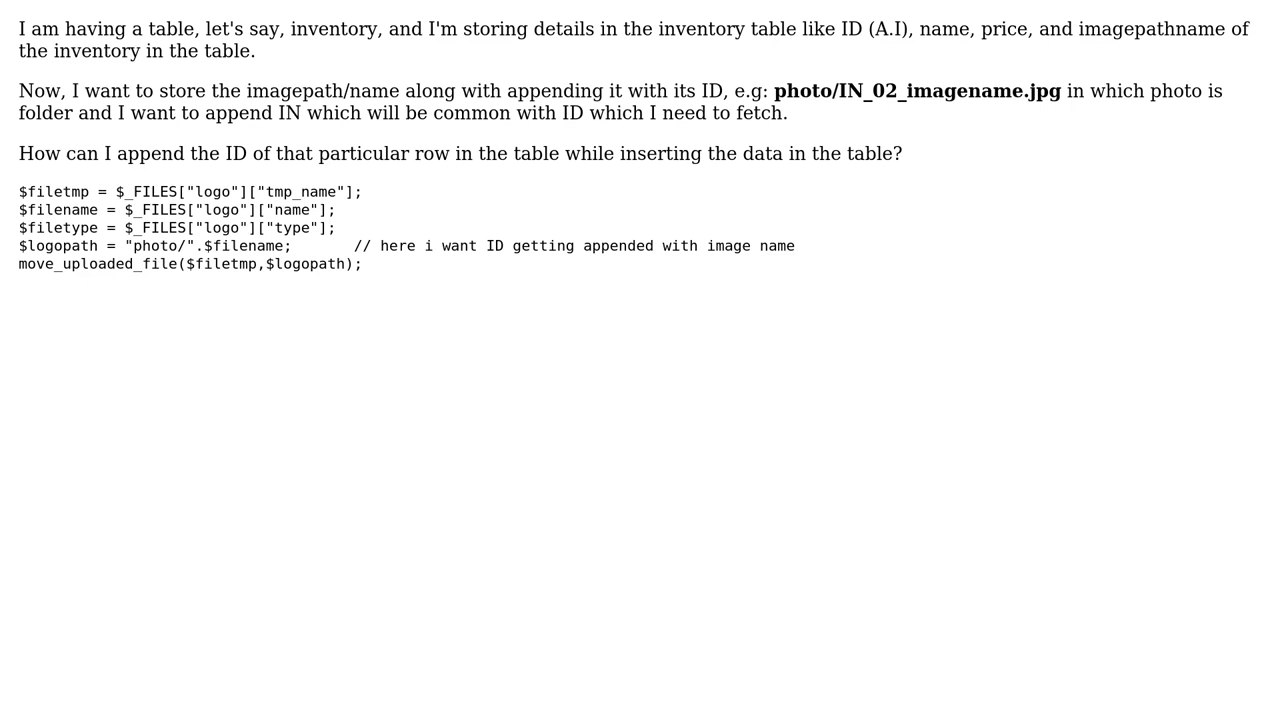 I am having a table, let's say, inventory, and I'm storing details in the inventory table like ID (A.I), name, price, and imagepathname of
the inventory in the table.
Now, I want to store the imagepath/name along with appending it with its ID, e.g: photo/IN_02_imagename.jpg in which photo is
folder and I want to append IN which will be common with ID which I need to fetch.
How can I append the ID of that particular row in the table while inserting the data in the table?
$filetmp = $_FILES["logo"]["tmp_name"];
$filename = $_FILES["logo"]["name"];
$filetype = $_FILES["logo"]["type"];
$logopath = "photo/".$filename;       // here i want ID getting appended with image name
move_uploaded_file($filetmp,$logopath);